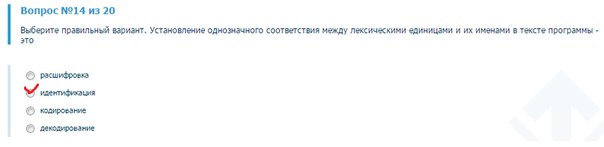 Вопрос №14 из 20
Выберите правильный вариант. Установление однозначного соответствия между лексическими единицами и их именами в тексте программы -
это
расшифровка
идентификация
кодирование
декодирование